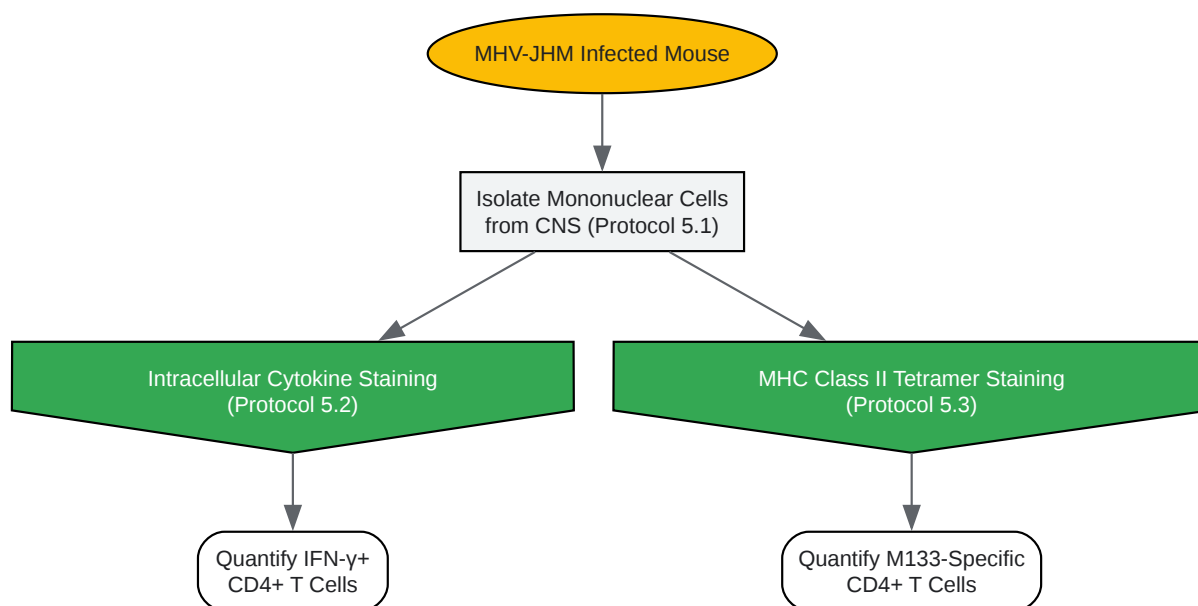 MHV-JHM Infected Mouse
Isolate Mononuclear Cells
from CNS (Protocol 5.1)
Intracellular Cytokine Staining
(Protocol 5.2)
MHC Class II Tetramer Staining
(Protocol 5.3)
Quantify IFN-γ+
CD4+ T Cells
Quantify M133-Specific
CD4+ T Cells